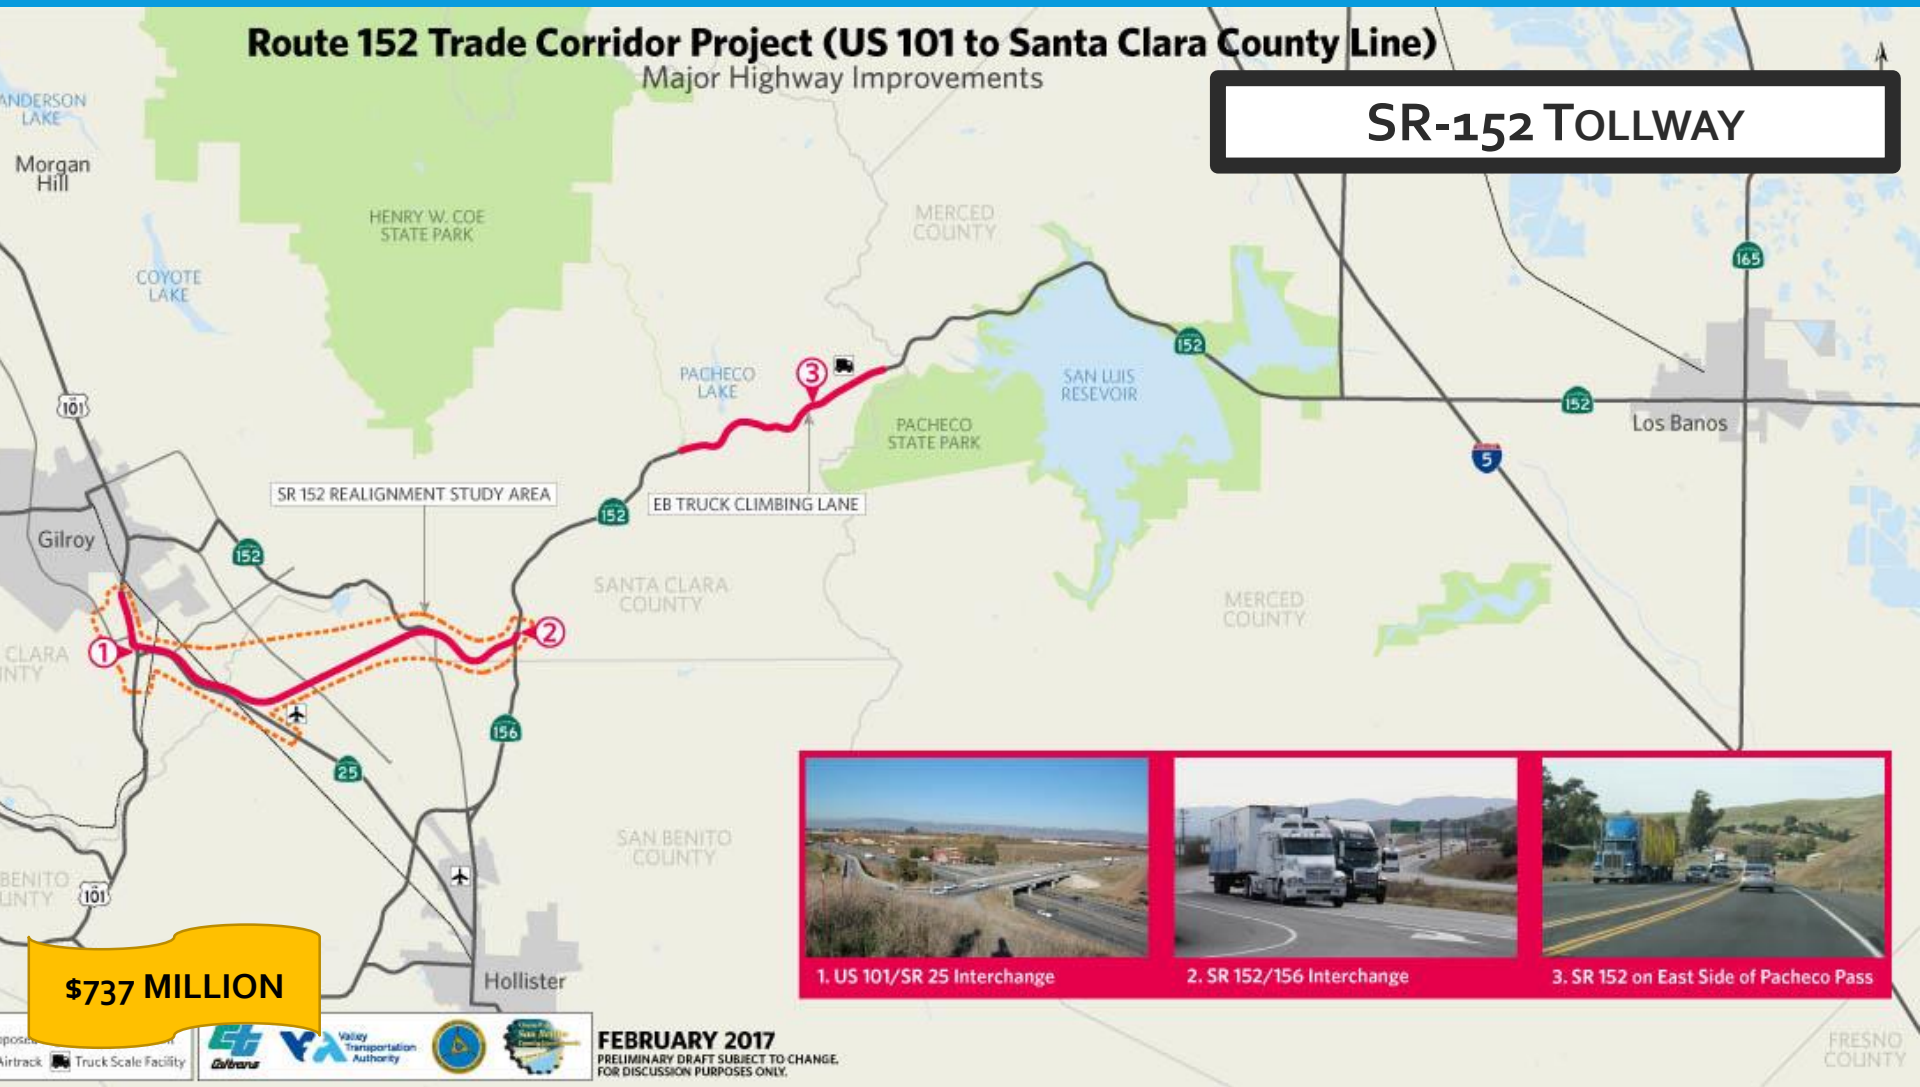 Route 152 Trade Corridor Project (US 101 to Santa Clara County Line)
Major Highway Improvements
SR-152 TOLLWAY
ANDERSON
LAKE
Morgan
Hill
HENRY W. COE
STATE PARK
MERCED
COUNTY
COYOTE
LAKE
165
152
PACHECO
LAKE
3
SAN LUIS
RESEVOIR
101
152
PACHECO
STATE PARK
Los Banos
5
SR 152 REALIGNMENT STUDY AREA
EB TRUCK CLIMBING LANE
152
Gilroy
152
SANTA CLARA
COUNTY
MERCED
COUNTY
2
1
CLARA
156
25
SAN BENITO
COUNTY
BENITO
101
1. US 101/SR 25 Interchange
2. SR 152/156 Interchange
3. SR 152 on East Side of Pacheco Pass
Hollister
$737 MILLION
Airtrack
Truck Scale Facility
Caltrans
Valley
Transportation
Authority
FEBRUARY 2017
PRELIMINARY DRAFT SUBJECT TO CHANGE.
FOR DISCUSSION PURPOSES ONLY.
FRESNO
COUNTY